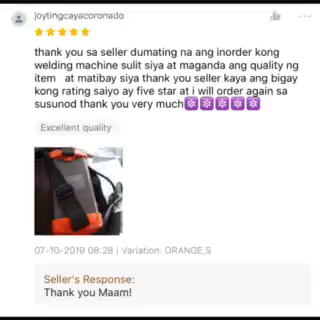 joytingcayacoronado
thank you sa seller dumating na ang inorder kong
welding machine sulit siya at maganda ang quality ng
item at matibay siya thank you seller kaya ang bigay
kong rating saiyo ay five star at i will order again sa
susunod thank you very much🔯🔯🔯🔯🔯
Excellent quality
07-10-2019 08:28 | Variation: ORANGE,S
Seller's Response:
Thank you Maam!